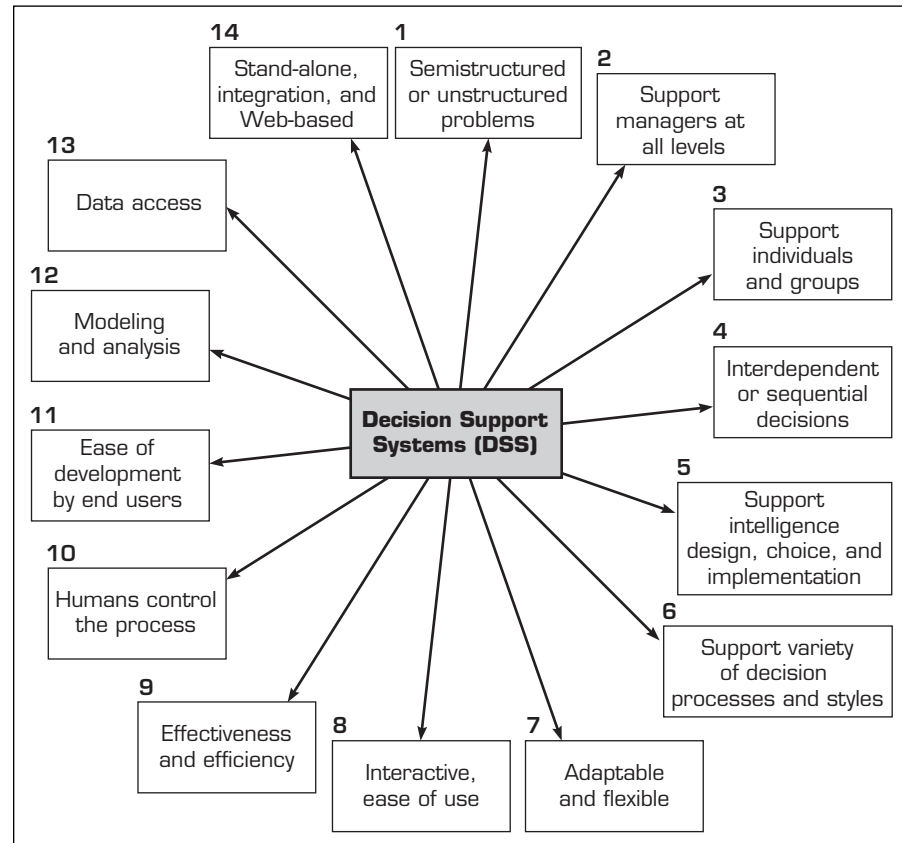 14
Stand-alone,
integration, and
Web-based
1
Semistructured
or unstructured
problems
2
Support
managers at
all levels
3
Support
individuals
and groups
4
Interdependent
or sequential
decisions
5
Support
intelligence
design, choice, and
implementation
6
Support variety
of decision
processes and styles
7
Adaptable
and flexible
8
Interactive,
ease of use
9
Effectiveness
and efficiency
10
Humans control
the process
11
Ease of
development
by end users
12
Modeling
and analysis
13
Data access
Decision Support
Systems (DSS)